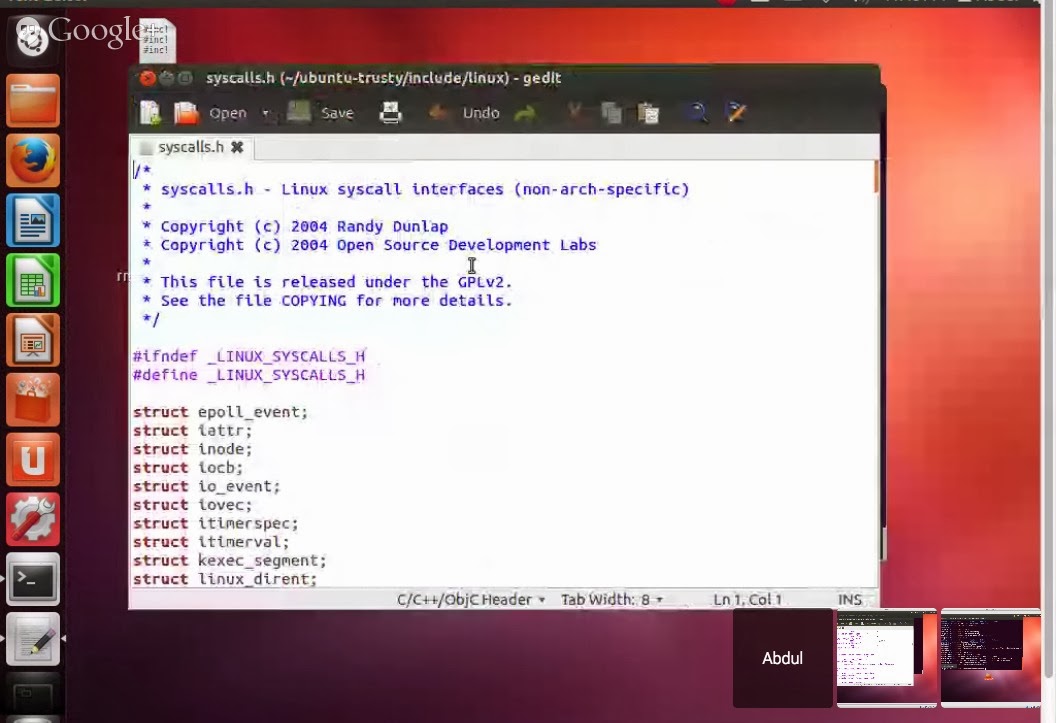 Google
#inc!
#inc!
#inc!
syscalls.h (~/ubuntu-trusty/include/linux) - gedit
Open Save Undo
syscalls.h
/*
* syscalls.h - Linux syscall interfaces (non-arch-specific)
*
* Copyright (c) 2004 Randy Dunlap
* Copyright (c) 2004 Open Source Development Labs
*
* This file is released under the GPLv2.
* See the file COPYING for more details.
*/
#ifndef _LINUX_SYSCALLS_H
#define _LINUX_SYSCALLS_H
struct epoll_event;
struct iattr;
struct inode;
struct iocb;
struct io_event;
struct iovec;
struct itimerspec;
struct itimerval;
struct kexec_segment;
struct linux_dirent;
C/C++/ObjC Header Tab Width: 8 Ln 1, Col 1 INS
Abdul